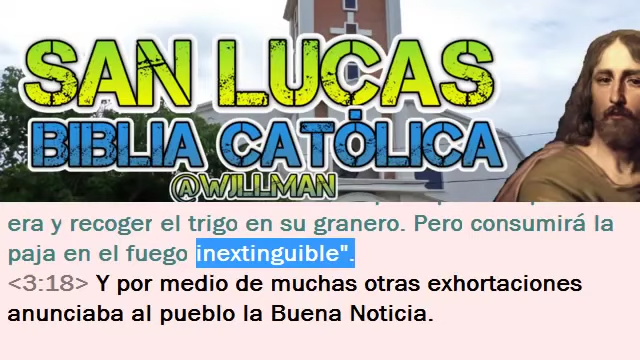 SAN LUCAS
BIBLIA CATÓLICA
@WJLLMAN
era y recoger el trigo en su granero. Pero consumirá la
paja en el fuego inextinguible".
<3:18> Y por medio de muchas otras exhortaciones
anunciaba al pueblo la Buena Noticia.